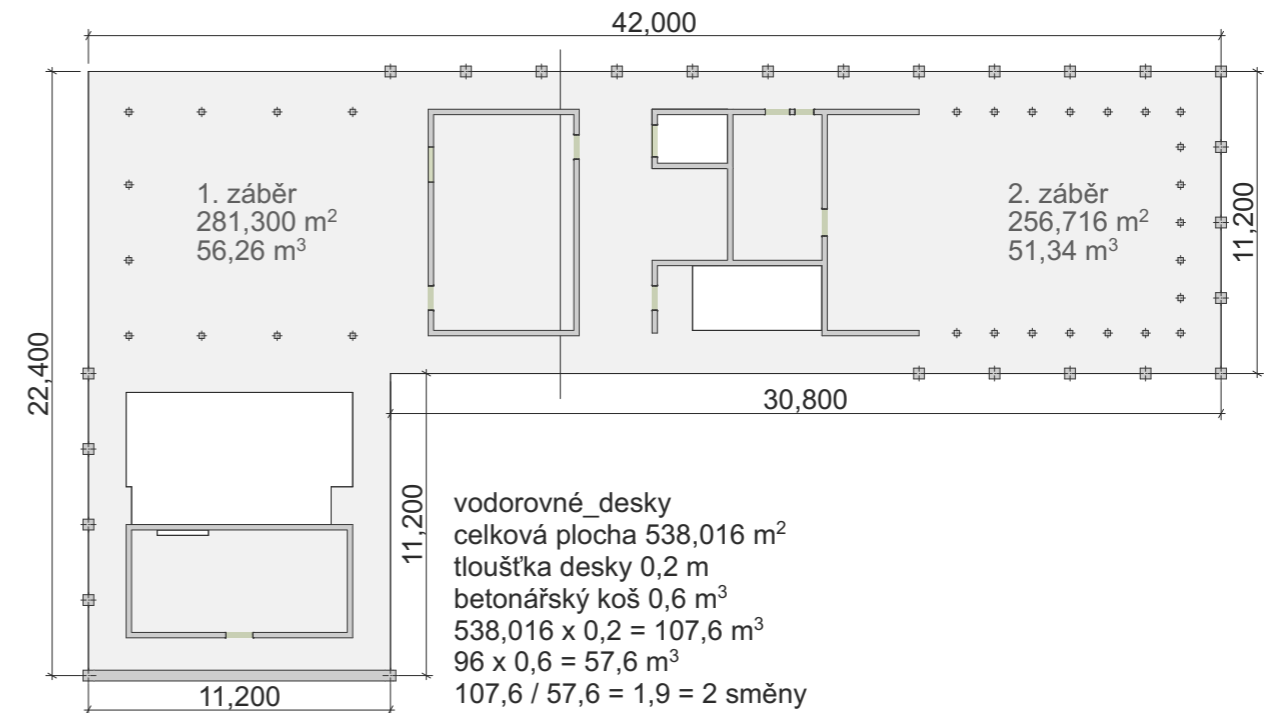 42,000
1. záběr
281,300 m²
56,26 m³
2. záběr
256,716 m²
51,34 m³
11,200
22,400
30,800
11,200
vodorovné_desky
celková plocha 538,016 m²
tloušťka desky 0,2 m
betonářský koš 0,6 m³
538,016 x 0,2 = 107,6 m³
96 x 0,6 = 57,6 m³
107,6 / 57,6 = 1,9 = 2 směny
11,200